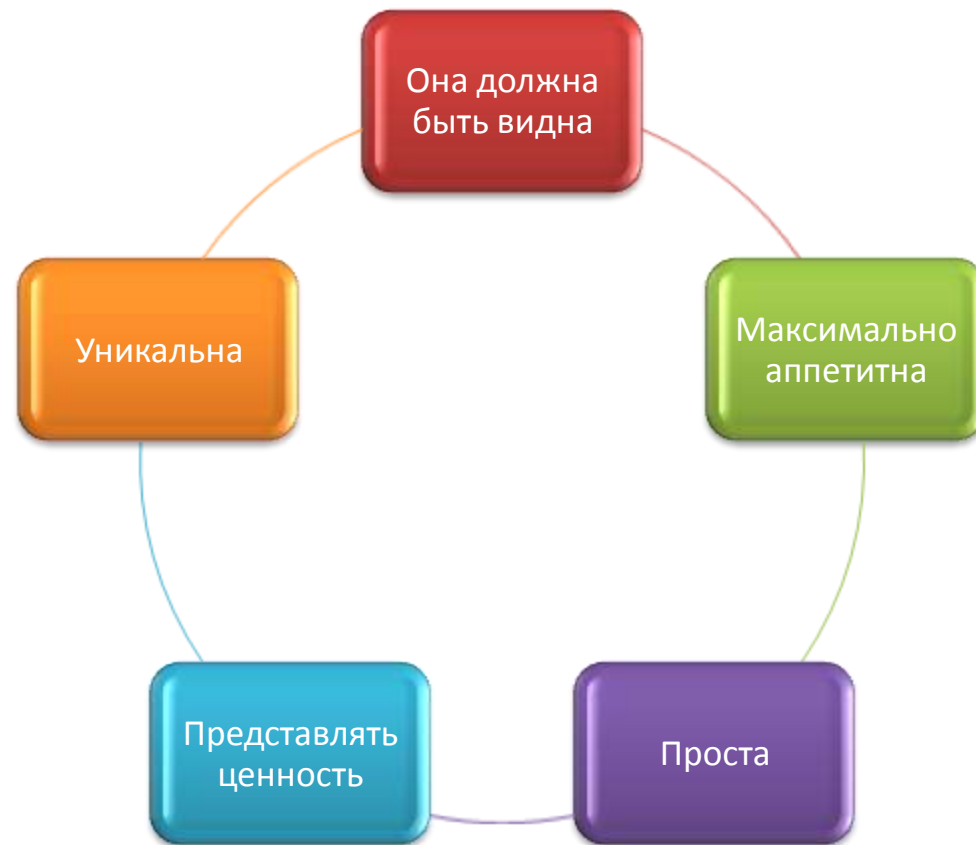 Она должна
быть видна
Максимально
аппетитна
Проста
Представлять
ценность
Уникальна